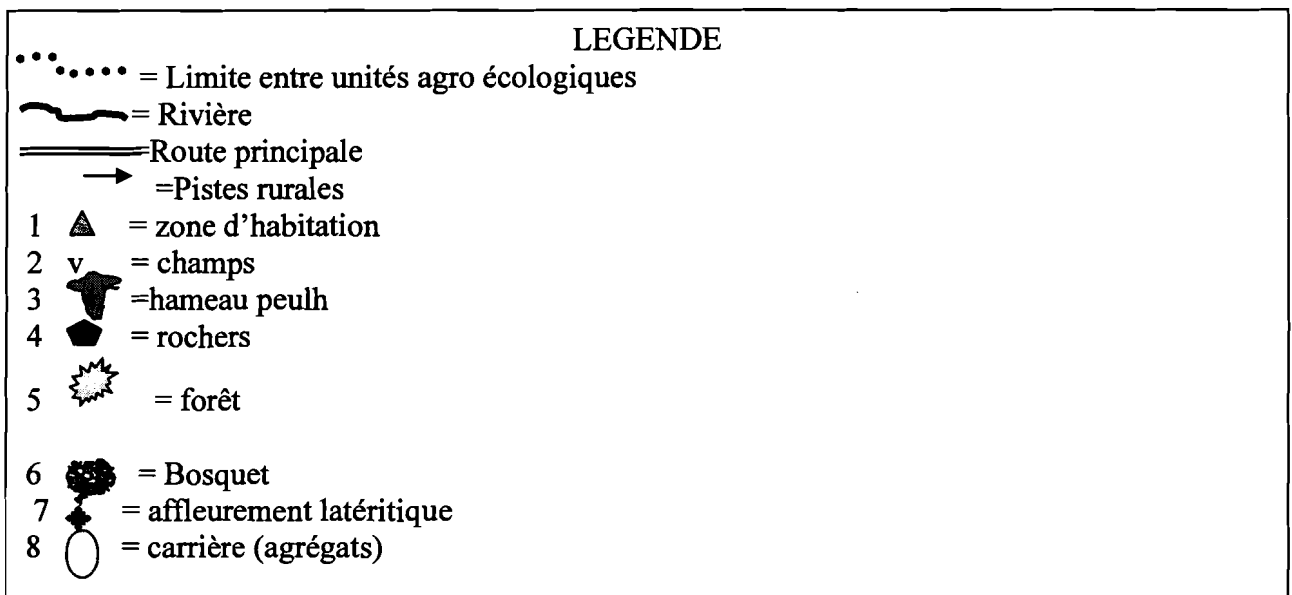 LEGENDE
= Limite entre unités agro écologiques
= Rivière
=Route principale
=Pistes rurales
1 = zone d'habitation
2 v = champs
3 =hameau peulh
4 = rochers
5 = forêt
6 = Bosquet
7 = affleurement latéritique
8 = carrière (agrégats)